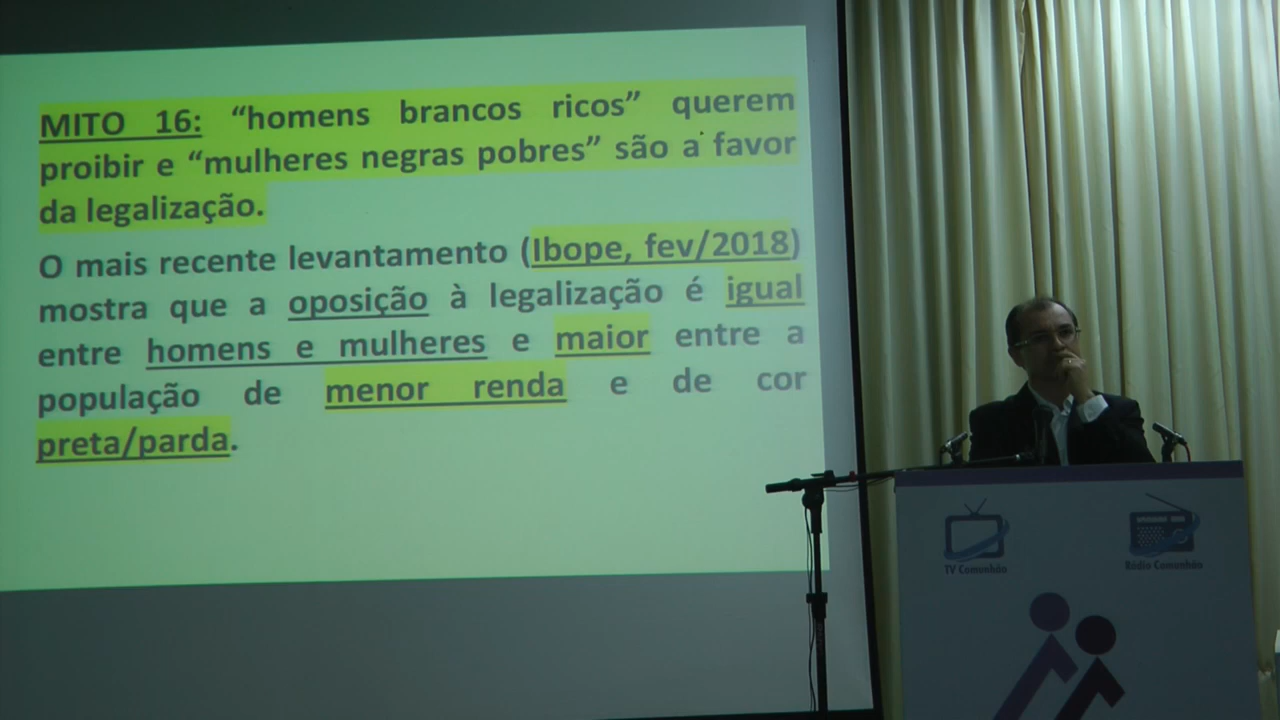 MITO 16: “homens brancos ricos” querem
proibir e “mulheres negras pobres” são a favor
da legalização.
O mais recente levantamento (Ibope, fev/2018)
mostra que a oposição à legalização é igual
entre homens e mulheres e maior entre a
população de menor renda e de cor
preta/parda.
TV Comunhão
Rádio Comunhão